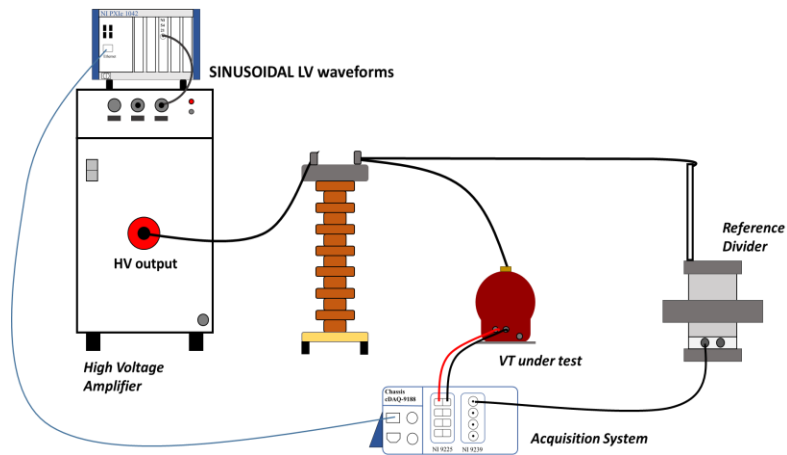 NI PXIe 1042
Ethernet
SINUSOIDAL LV waveforms
HV output
High Voltage
Amplifier
Reference
Divider
VT under test
Chassis
cDAQ-9188
NI 9225
NI 9239
Acquisition System